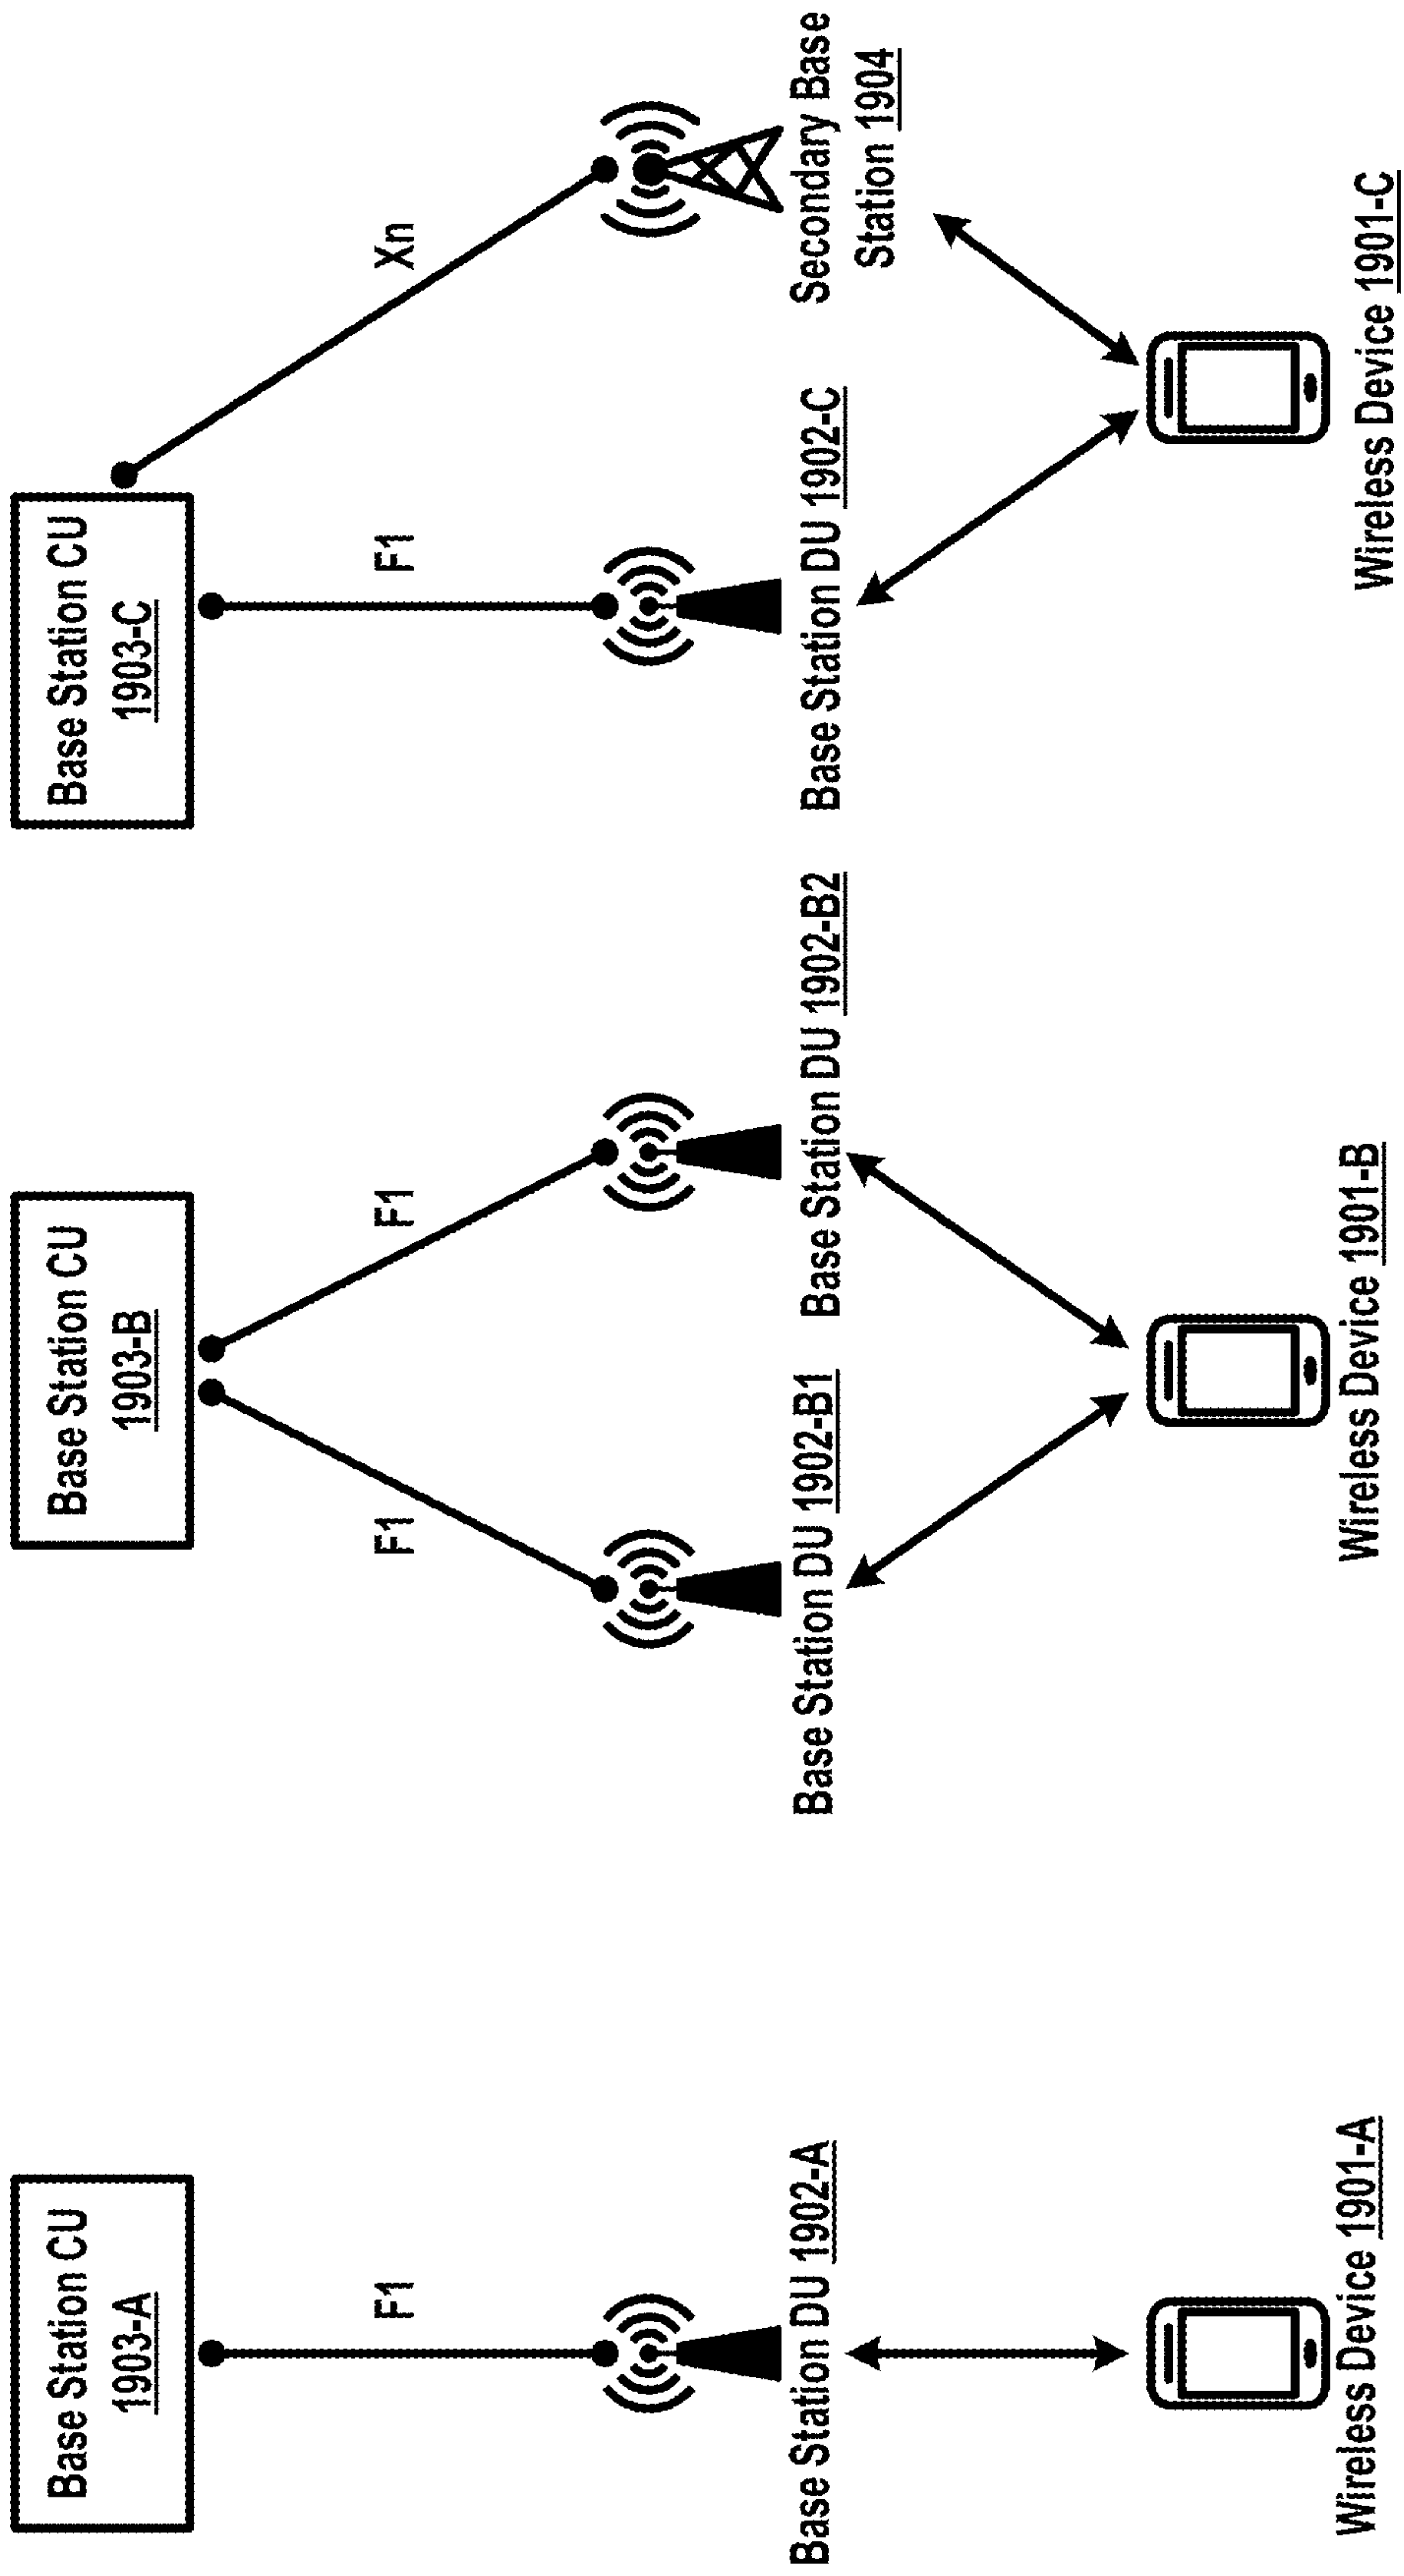 Base Station CU
1903-A
F1
Base Station DU 1902-A
Wireless Device 1901-A
Base Station CU
1903-B
F1
F1
Base Station DU 1902-B1
Base Station DU 1902-B2
Wireless Device 1901-B
Base Station CU
1903-C
F1
Xn
Base Station DU 1902-C
Secondary Base
Station 1904
Wireless Device 1901-C